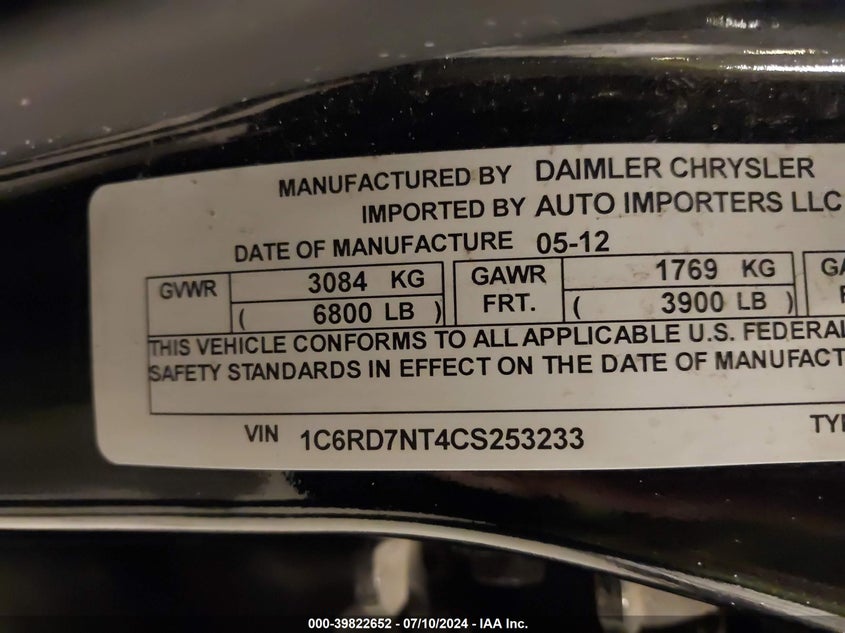 MANUFACTURED BY DAIMLER CHRYSLER
IMPORTED BY AUTO IMPORTERS LLC
DATE OF MANUFACTURE 05-12
GVWR 3084 KG GAWR 1769 KG
( 6800 LB ) FRT. ( 3900 LB )
THIS VEHICLE CONFORMS TO ALL APPLICABLE U.S. FEDERAL
SAFETY STANDARDS IN EFFECT ON THE DATE OF
VIN 1C6RD7NT4CS253233
000-39822652 - 07/10/2024 - IAA Inc.